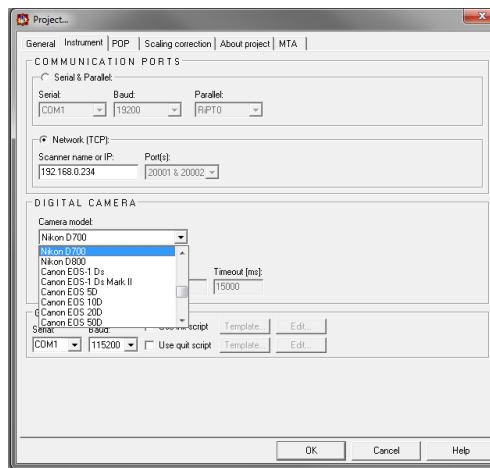 Project...
General Instrument POP Scaling correction About project MTA
COMMUNICATION PORTS
Serial & Parallel:
Serial: Baud: Parallel:
COM1 19200 RiPT0
Network (TCP):
Scanner name or IP: Port(s):
192.168.0.234 20001 & 20002
DIGITAL CAMERA
Camera model:
Nikon D700
Nikon D700
Nikon D800
Canon EOS-1 Ds
Canon EOS-1 Ds Mark II Timeout [ms]:
Canon EOS 5D 15000
Canon EOS 10D
Canon EOS 20D
Canon EOS 50D
Serial: Baud: script Template... Edit...
COM1 115200 Use quit script Template... Edit...
OK Cancel Help